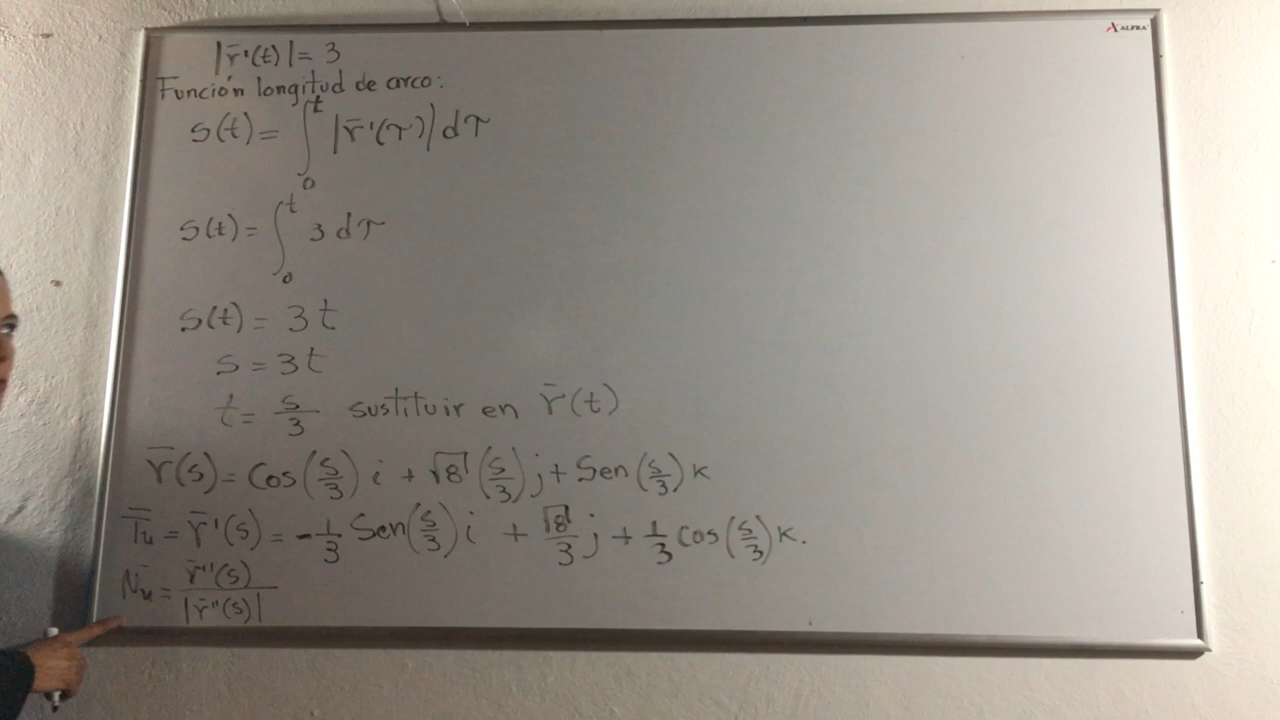 |r̄'(t)| = 3
ALFRA
Función longitud de arco:
s(t) = ∫₀ᵗ |r̄'(τ)| dτ
s(t) = ∫₀ᵗ 3 dτ
s(t) = 3t
s = 3t
t = s/3 sustituir en r̄(t)
r̄(s) = Cos(s/3) i + √8 (s/3) j + Sen(s/3) k
T̄u = r̄'(s) = -1/3 Sen(s/3) i + √8/3 j + 1/3 cos(s/3) k.
N̄u = r̄''(s) / |r̄''(s)|